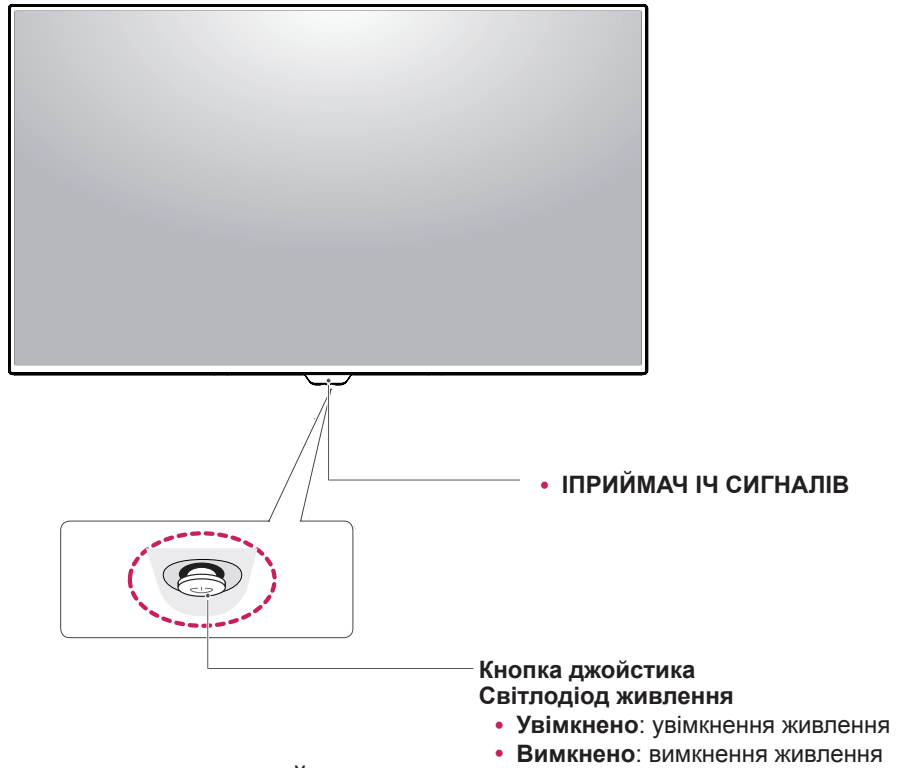 • ІПРИЙМАЧ ІЧ СИГНАЛІВ
Кнопка джойстика
Світлодіод живлення
• Увімкнено: увімкнення живлення
• Вимкнено: вимкнення живлення